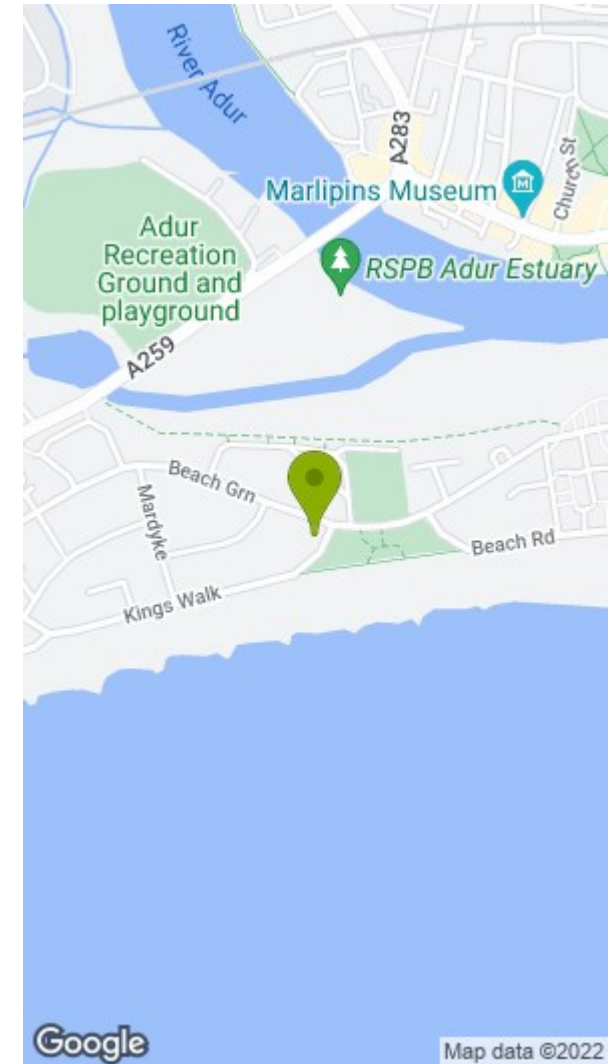 River Adur
A283
Church St
Marlipins Museum
M
Adur
Recreation
Ground and
playground
RSPB Adur Estuary
A259
Beach Grn
Mardyke
Beach Rd
Kings Walk
Google
Map data ©2022